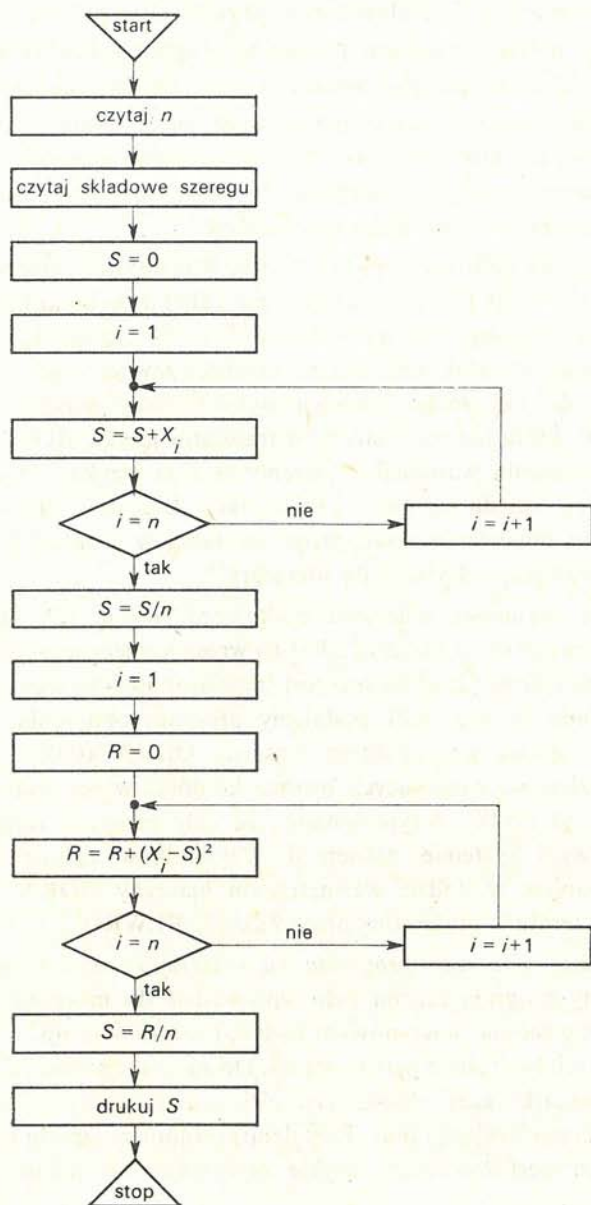 start
czytaj n
czytaj składowe szeregu
S = 0
i = 1
S = S+X_i
i = n
nie
i = i+1
tak
S = S/n
i = 1
R = 0
R = R+(X_i–S)²
i = n
nie
i = i+1
tak
S = R/n
drukuj S
stop